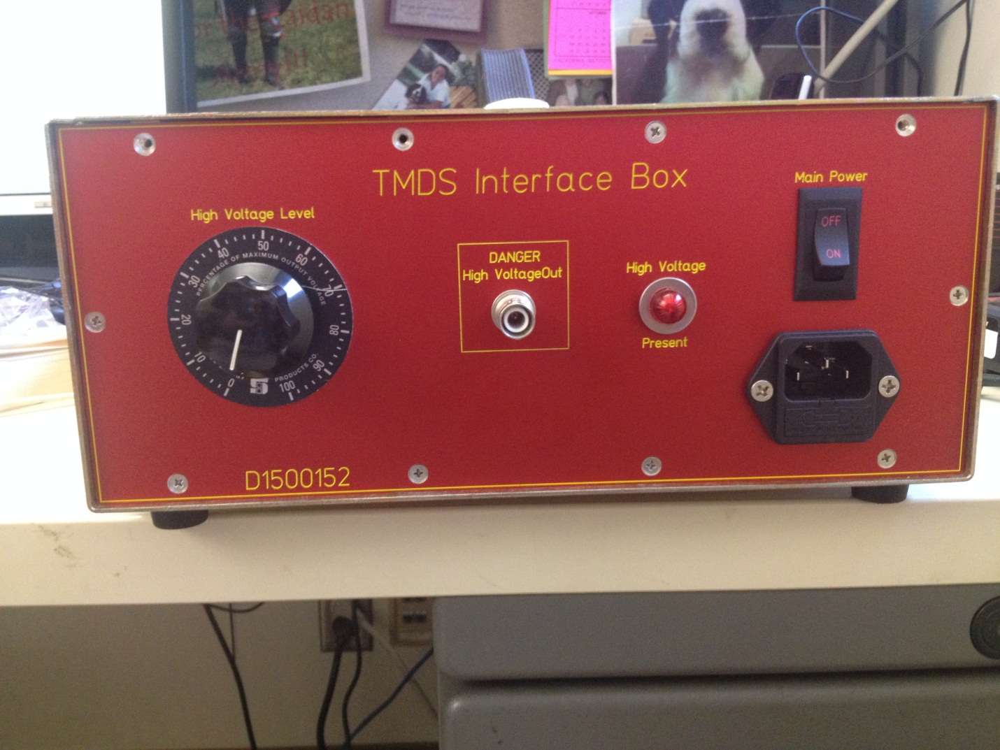 TMDS Interface Box
Main Power
OFF
ON
High Voltage Level
0 10 20 30 40 50 60 70 80 90 100
PERCENTAGE OF MAXIMUM OUTPUT VOLTAGE
PRODUCTS CO.
DANGER
High VoltageOut
High Voltage
Present
D1500152